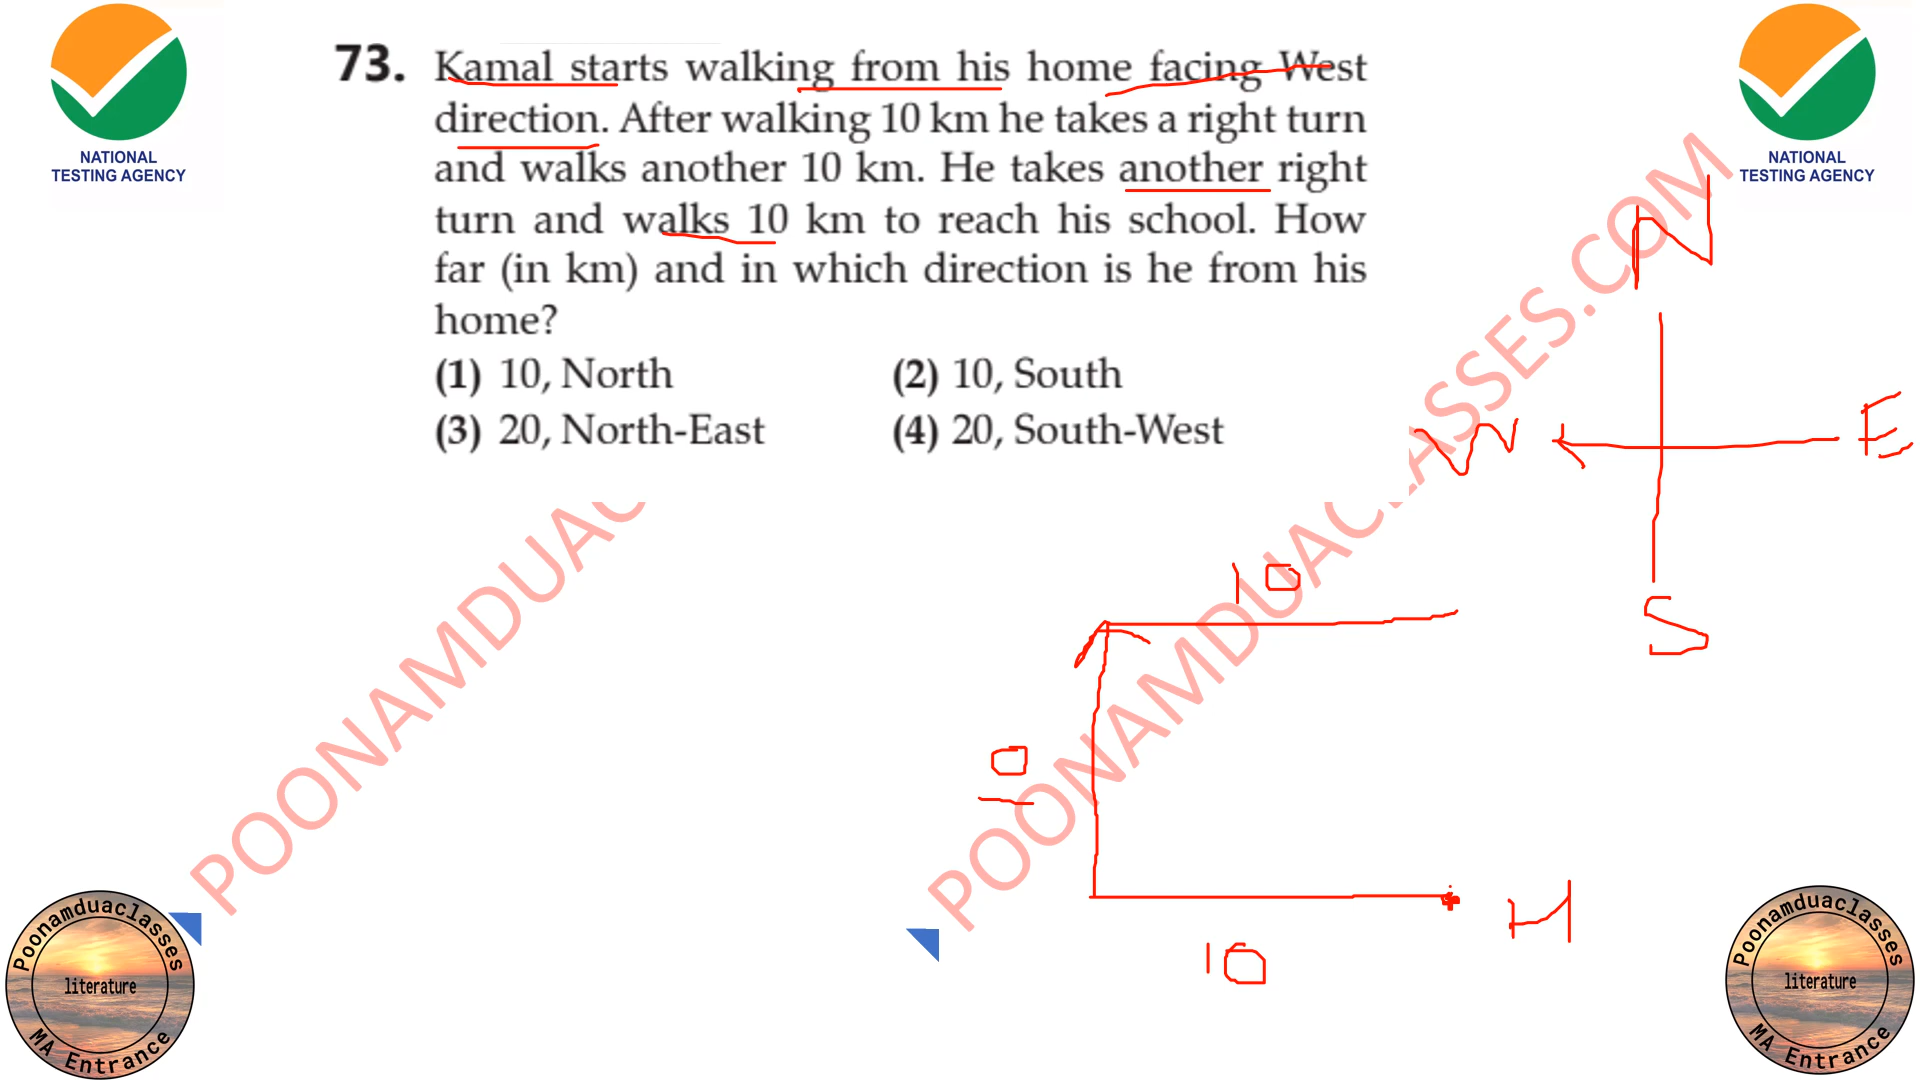 NATIONAL
TESTING AGENCY
73. Kamal starts walking from his home facing West
direction. After walking 10 km he takes a right turn
and walks another 10 km. He takes another right
turn and walks 10 km to reach his school. How
far (in km) and in which direction is he from his
home?
(1) 10, North (2) 10, South
(3) 20, North-East (4) 20, South-West
NATIONAL
TESTING AGENCY
N
W
E
S
10
10
10
H
POONAMDUAC
POONAMDUACLASSES.COM
Poonamduaclasses
literature
MA Entrance
Poonamduaclasses
literature
MA Entrance